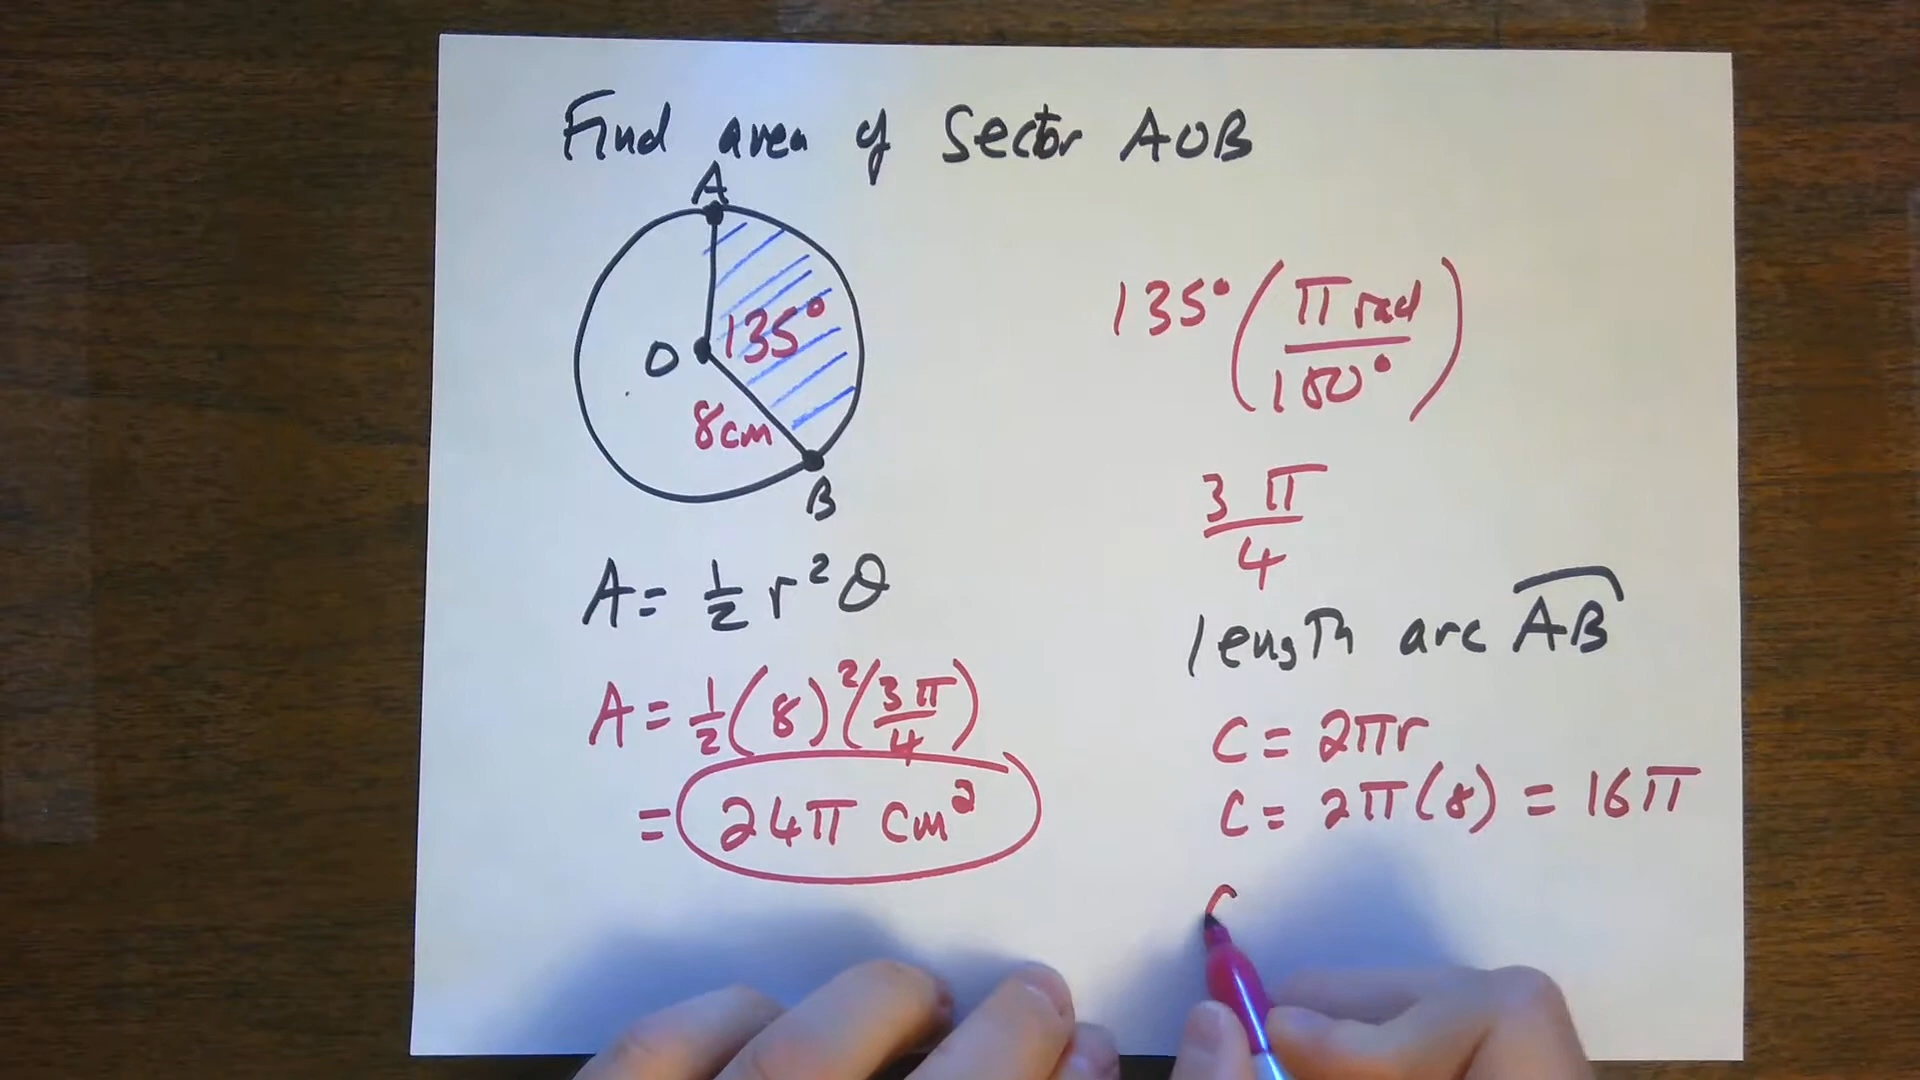 Find area of Sector AOB
A
135°
O
8cm
B
A = 1/2 r² θ
A = 1/2 (8)² (3π/4)
= 24π cm²
135° (π rad / 180°)
3π/4
length arc AB
C = 2πr
C = 2π(8) = 16π
C